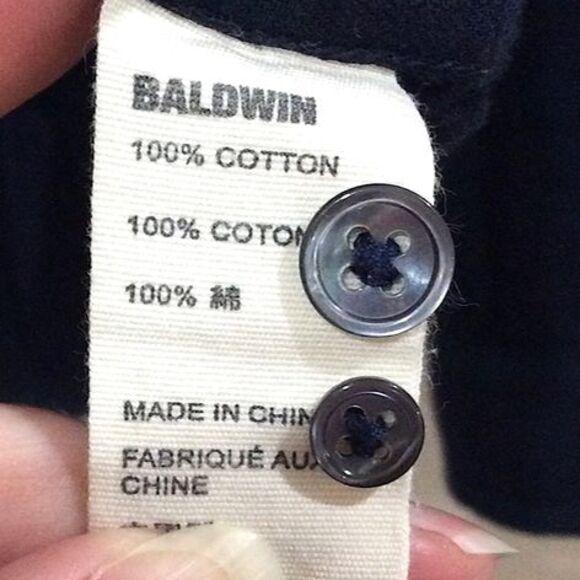 BALDWIN
100% COTTON
100% COTON
100% 綿
MADE IN CHIN
FABRIQUÉ AU
CHINE